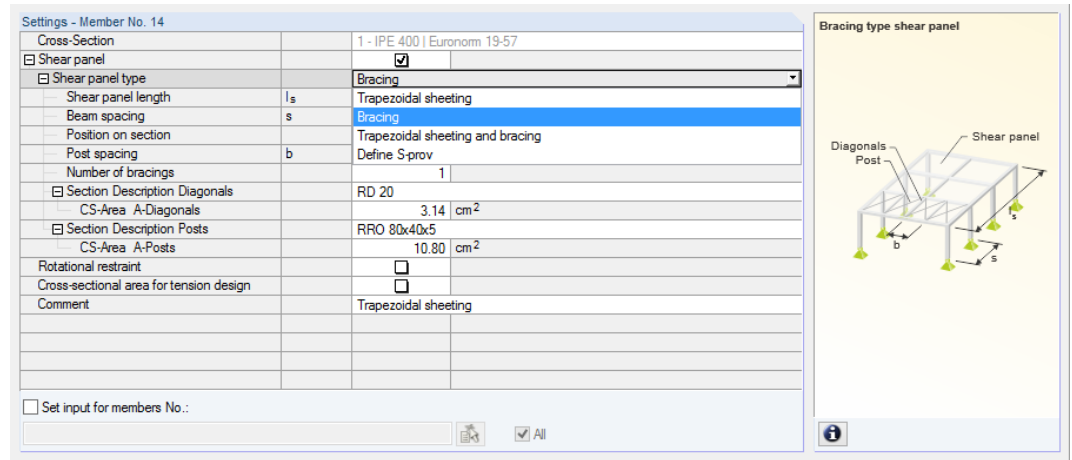 Settings - Member No. 14
Cross-Section 1 - IPE 400 | Euronorm 19-57
Shear panel
Shear panel type Bracing
Shear panel length ls Trapezoidal sheeting
Beam spacing s Bracing
Position on section Trapezoidal sheeting and bracing
Post spacing b Define S-prov
Number of bracings 1
Section Description Diagonals RD 20
CS-Area A-Diagonals 3.14 cm2
Section Description Posts RRO 80x40x5
CS-Area A-Posts 10.80 cm2
Rotational restraint
Cross-sectional area for tension design
Comment Trapezoidal sheeting
Set input for members No.:
All
Bracing type shear panel
Shear panel
Diagonals
Post
ls
b
s